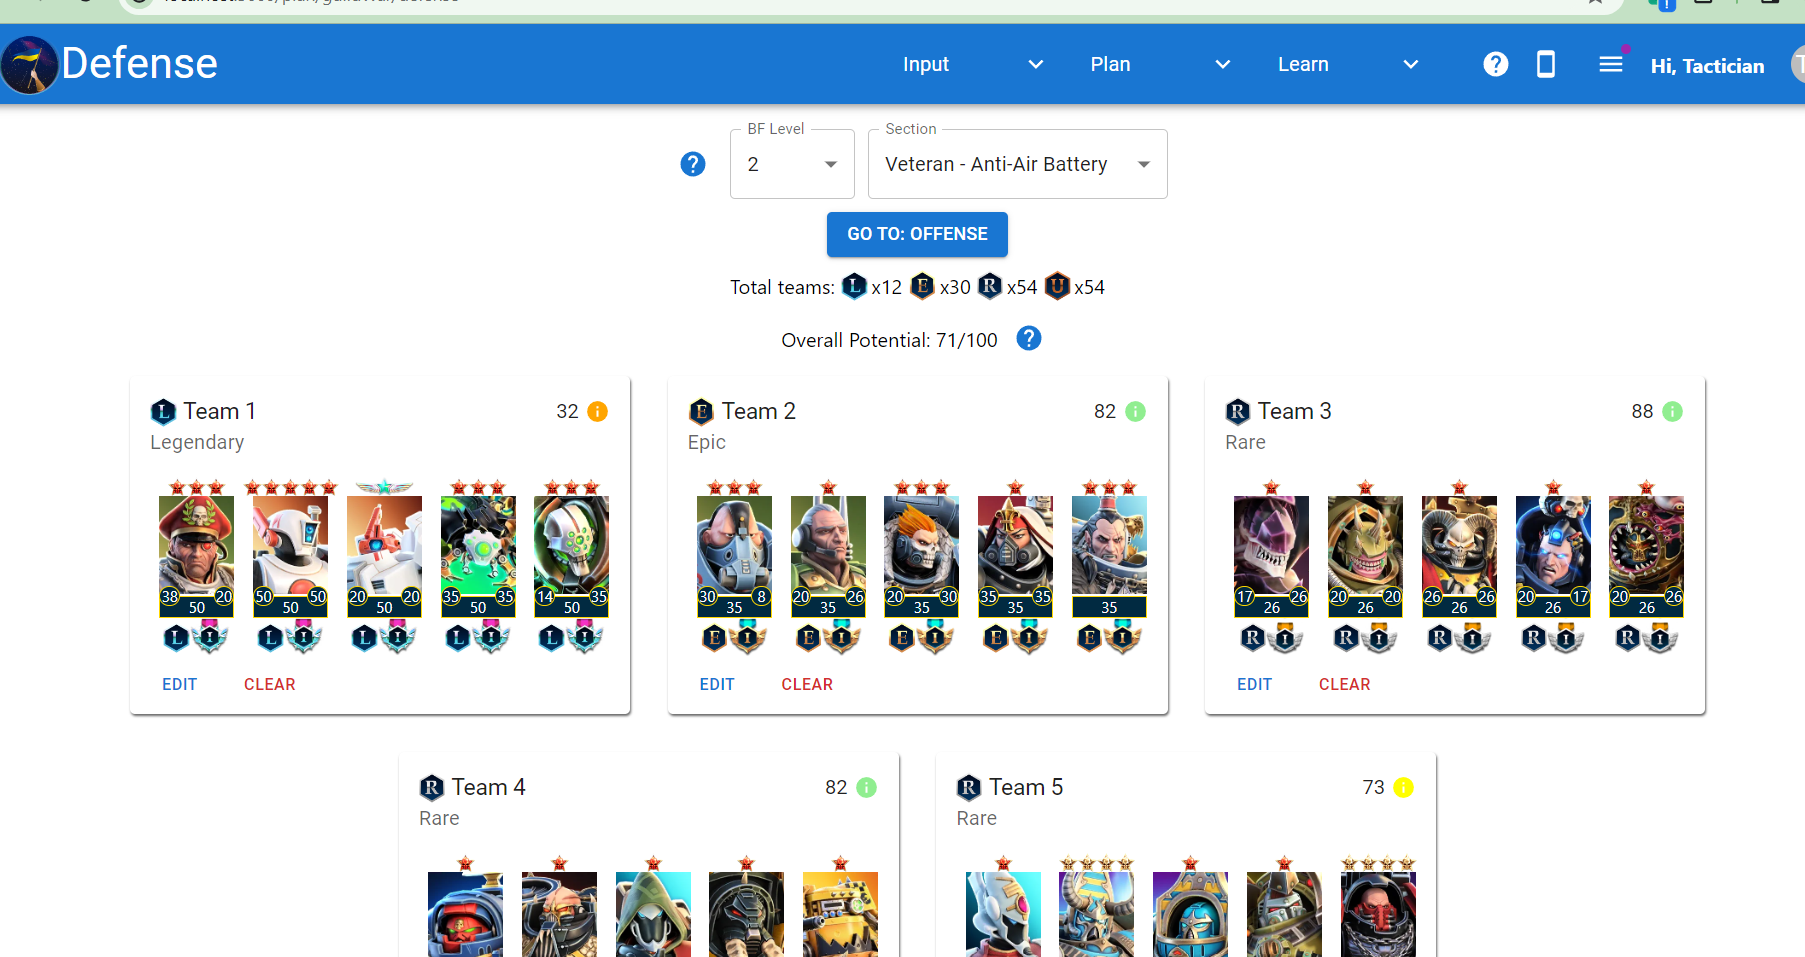 Defense
Input
Plan
Learn
Hi, Tactician
BF Level
2
Section
Veteran - Anti-Air Battery
GO TO: OFFENSE
Total teams: L x12 E x30 R x54 U x54
Overall Potential: 71/100
L Team 1
32
Legendary
38 20 50 50 20 20 35 35 14 35
50 50 50 50 50
L I L I L I L I L I
EDIT CLEAR
E Team 2
82
Epic
30 8 20 26 20 30 35 35
35 35 35 35 35
E I E I E I E I E I
EDIT CLEAR
R Team 3
88
Rare
17 26 20 20 26 26 20 17 20 26
26 26 26 26 26
R I R I R I R I R I
EDIT CLEAR
R Team 4
82
Rare
R Team 5
73
Rare